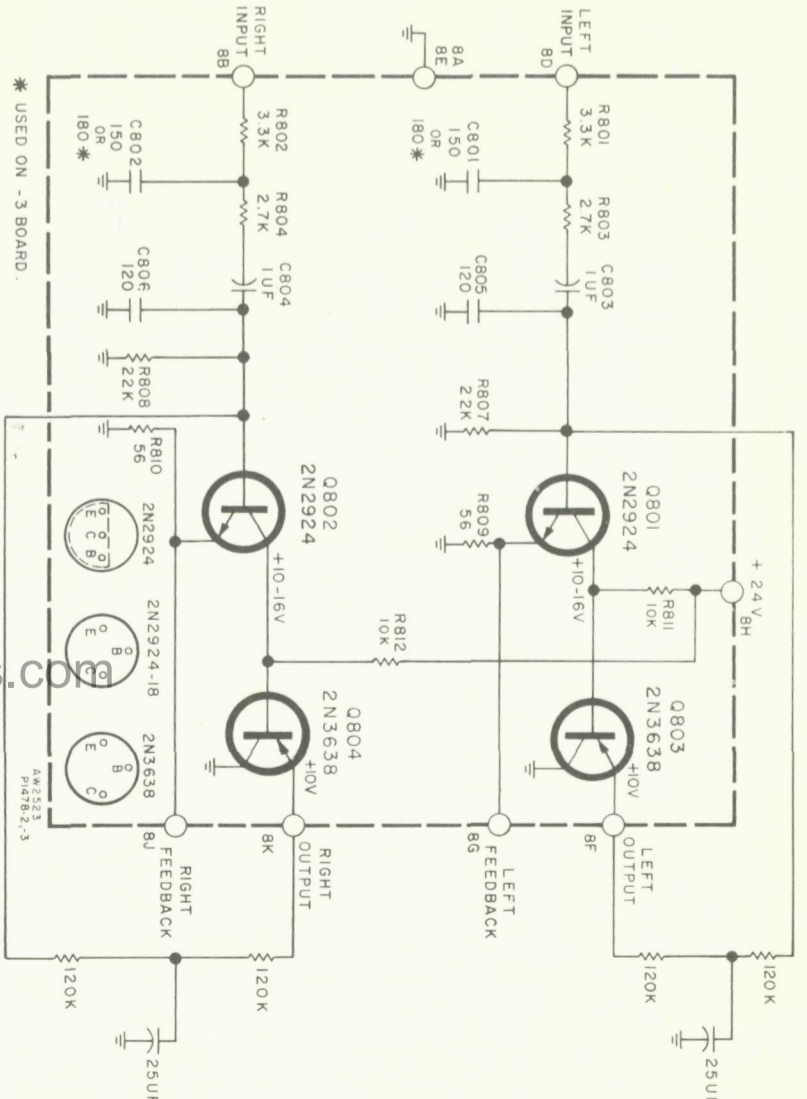 LEFT
INPUT
8D
R801
3.3K
R803
2.7K
C801
150
OR
180*
C803
1UF
C805
120
R807
22K
Q801
2N2924
R809
56
+10-16V
+24V
8H
R811
10K
Q803
2N3638
+10V
LEFT
OUTPUT
8F
LEFT
FEEDBACK
8G
120K
120K
8A
8E
RIGHT
INPUT
8B
R802
3.3K
R804
2.7K
C802
150
OR
180*
C804
1UF
C806
120
R808
22K
R810
56
Q802
2N2924
+10-16V
R812
10K
Q804
2N3638
+10V
RIGHT
OUTPUT
8K
RIGHT
FEEDBACK
8J
120K
120K
2N2924
E C B
2N2924-18
E B C
2N3638
E B C
AW2523
P1478-2,-3
* USED ON -3 BOARD.
s.com